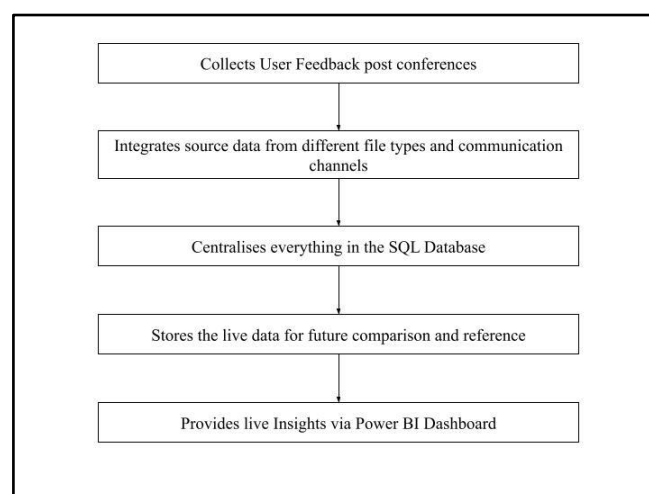 Collects User Feedback post conferences
Integrates source data from different file types and communication
channels
Centralises everything in the SQL Database
Stores the live data for future comparison and reference
Provides live Insights via Power BI Dashboard